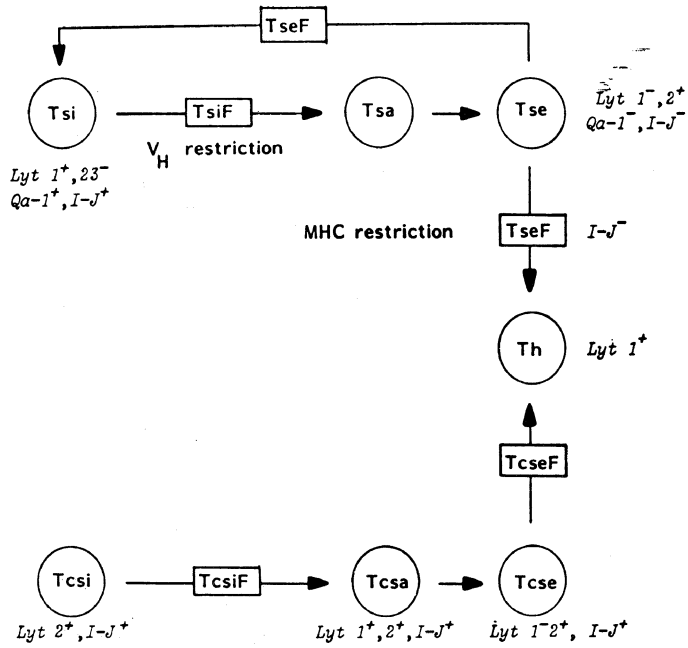 TseF
Tsi
TsiF
Tsa
Tse
Lyt 1⁻,2⁺
Qa-1⁻,I-J⁻
V_H restriction
Lyt 1⁺,23⁻
Qa-1⁺,I-J⁺
MHC restriction
TseF
I-J⁻
Th
Lyt 1⁺
TcseF
Tcsi
TcsiF
Tcsa
Tcse
Lyt 2⁺,I-J⁺
Lyt 1⁺,2⁺,I-J⁺
Lyt 1⁻2⁺, I-J⁺